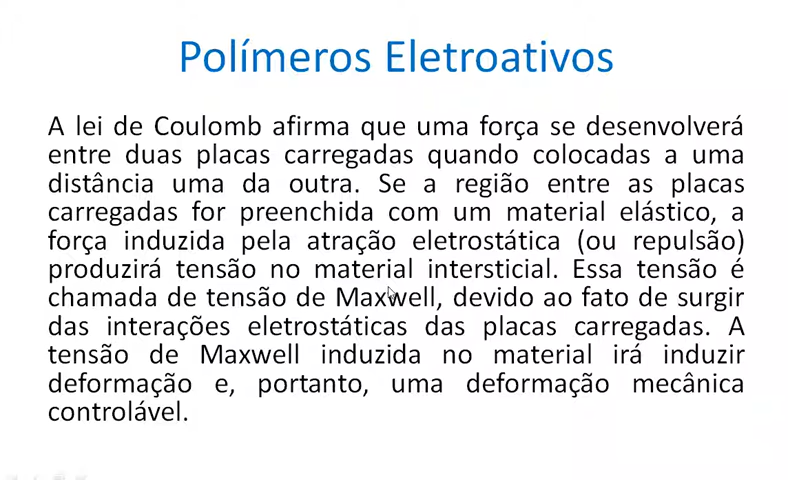 Polímeros Eletroativos
A lei de Coulomb afirma que uma força se desenvolverá
entre duas placas carregadas quando colocadas a uma
distância uma da outra. Se a região entre as placas
carregadas for preenchida com um material elástico, a
força induzida pela atração eletrostática (ou repulsão)
produzirá tensão no material intersticial. Essa tensão é
chamada de tensão de Maxwell, devido ao fato de surgir
das interações eletrostáticas das placas carregadas. A
tensão de Maxwell induzida no material irá induzir
deformação e, portanto, uma deformação mecânica
controlável.